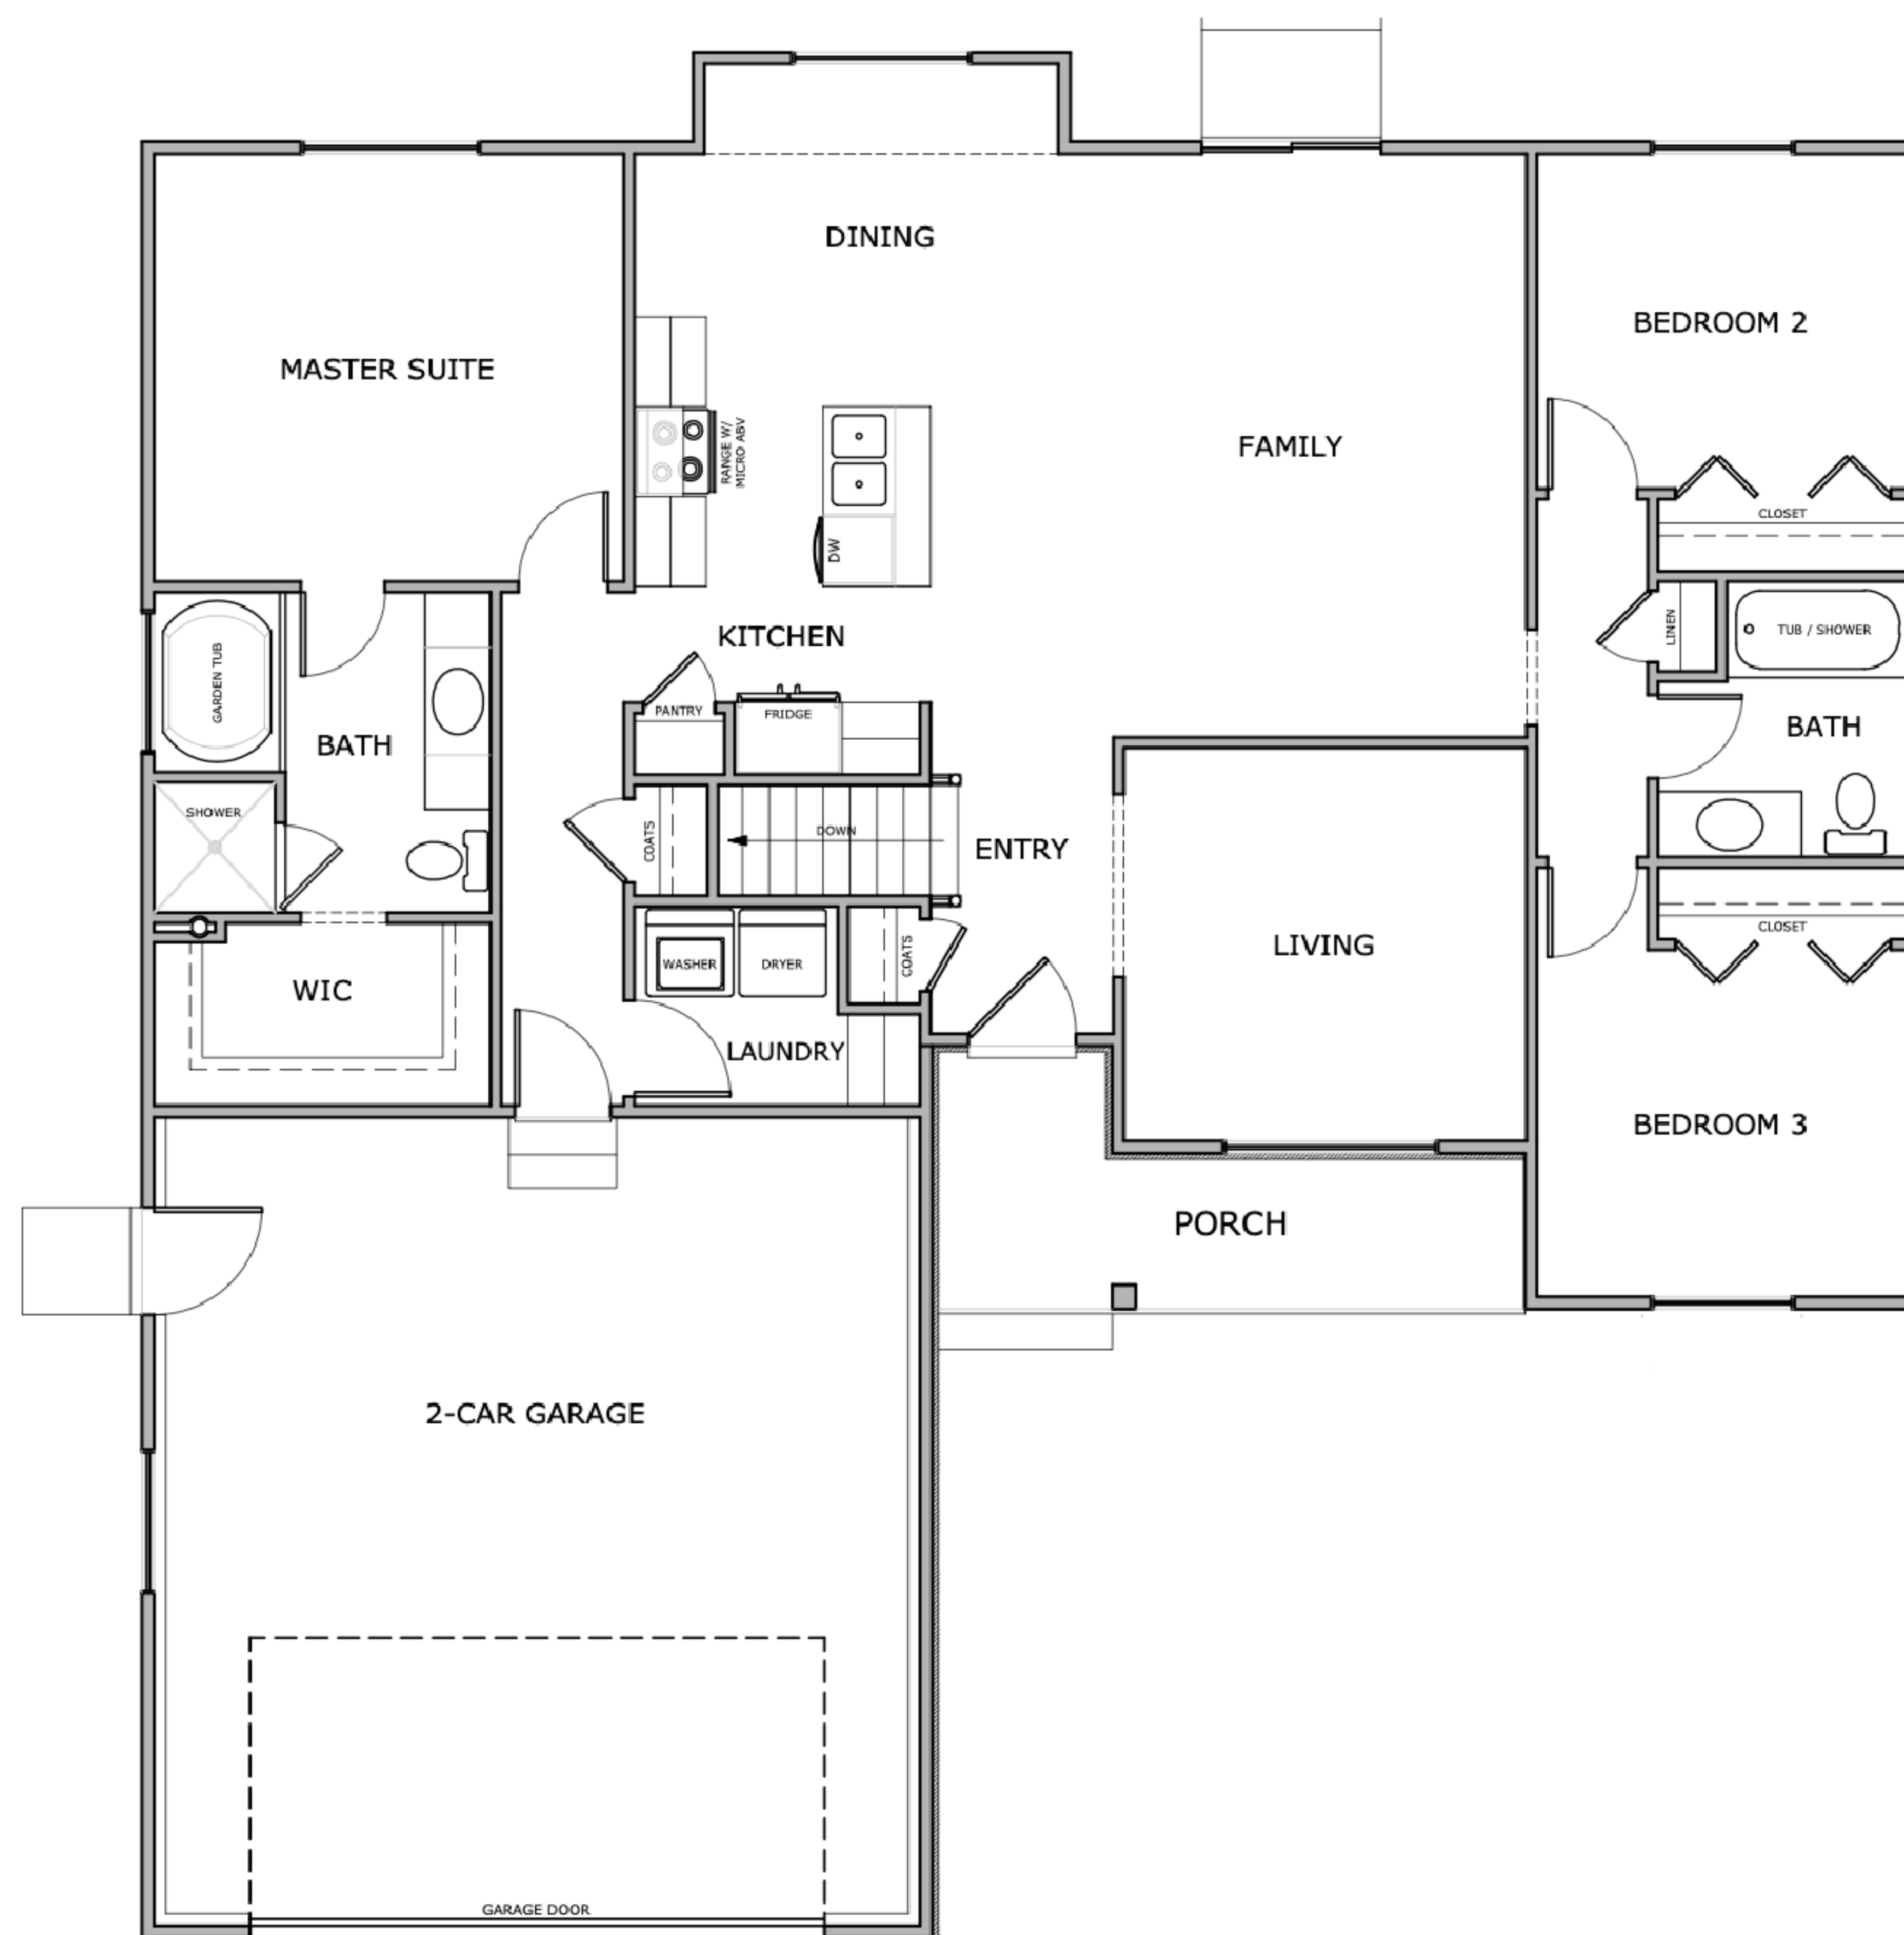 DINING
BEDROOM 2
MASTER SUITE
RANGE W/
MICRO ABV
FAMILY
CLOSET
DW
GARDEN TUB
KITCHEN
LINEN
TUB / SHOWER
PANTRY
FRIDGE
BATH
BATH
SHOWER
COATS
DOWN
ENTRY
CLOSET
WASHER
DRYER
COATS
LIVING
WIC
LAUNDRY
BEDROOM 3
PORCH
2-CAR GARAGE
GARAGE DOOR